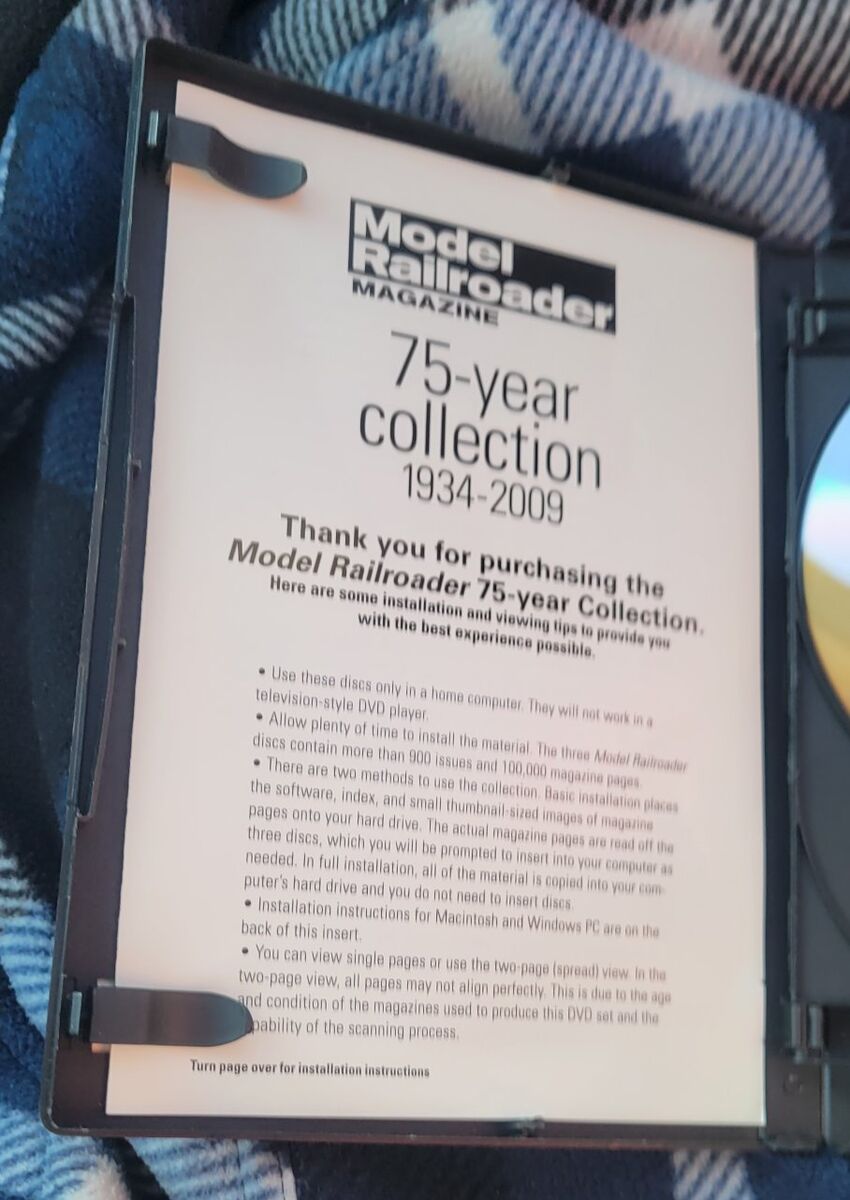 Model
Railroader
MAGAZINE
75-year
collection
1934-2009
Thank you for purchasing the
Model Railroader 75-year Collection.
Here are some installation and viewing tips to provide you
with the best experience possible.
• Use these discs only in a home computer. They will not work in a
television-style DVD player.
• Allow plenty of time to install the material. The three Model Railroader
discs contain more than 900 issues and 100,000 magazine pages.
• There are two methods to use the collection. Basic installation places
the software, index, and small thumbnail-sized images of magazine
pages onto your hard drive. The actual magazine pages are read off the
three discs, which you will be prompted to insert into your computer as
needed. In full installation, all of the material is copied into your com-
puter's hard drive and you do not need to insert discs.
• Installation instructions for Macintosh and Windows PC are on the
back of this insert.
• You can view single pages or use the two-page (spread) view. In the
two-page view, all pages may not align perfectly. This is due to the age
and condition of the magazines used to produce this DVD set and the
pability of the scanning process.
Turn page over for installation instructions